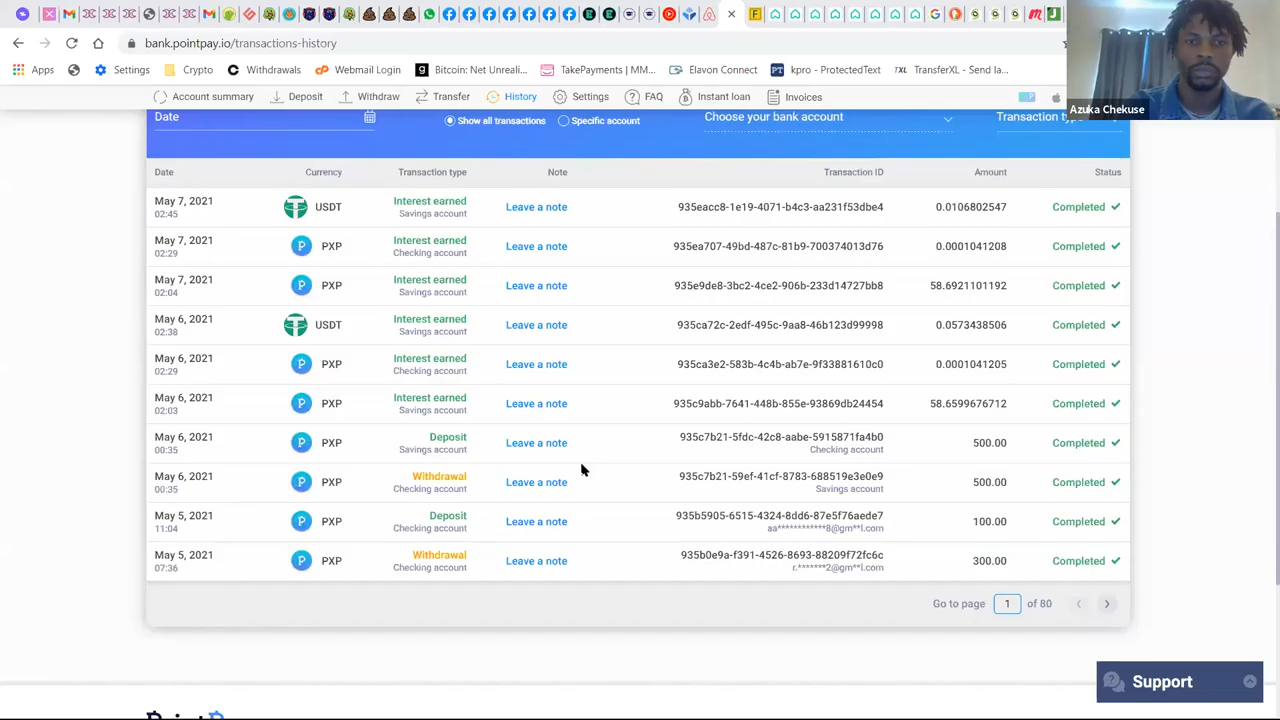 bank.pointpay.io/transactions-history
Apps Settings Crypto Withdrawals Webmail Login Bitcoin: Net Unreali... TakePayments | MM... Elavon Connect kpro - ProtectedText TXL TransferXL - Send la...
Account summary Deposit Withdraw Transfer History Settings FAQ Instant loan Invoices
Azuka Chekuse
Date Show all transactions Specific account Choose your bank account Transaction type
Date Currency Transaction type Note Transaction ID Amount Status
May 7, 2021 USDT Interest earned Leave a note 935eacc8-1e19-4071-b4c3-aa231f53dbe4 0.0106802547 Completed
02:45 Savings account
May 7, 2021 PXP Interest earned Leave a note 935ea707-49bd-487c-81b9-700374013d76 0.0001041208 Completed
02:29 Checking account
May 7, 2021 PXP Interest earned Leave a note 935e9de8-3bc2-4ce2-906b-233d14727bb8 58.6921101192 Completed
02:04 Savings account
May 6, 2021 USDT Interest earned Leave a note 935ca72c-2edf-495c-9aa8-46b123d99998 0.0573438506 Completed
02:38 Savings account
May 6, 2021 PXP Interest earned Leave a note 935ca3e2-583b-4c4b-ab7e-9f33881610c0 0.0001041205 Completed
02:29 Checking account
May 6, 2021 PXP Interest earned Leave a note 935c9abb-7641-448b-855e-93869db24454 58.6599676712 Completed
02:03 Savings account
May 6, 2021 PXP Deposit Leave a note 935c7b21-5fdc-42c8-aabe-5915871fa4b0 500.00 Completed
00:35 Savings account Checking account
May 6, 2021 PXP Withdrawal Leave a note 935c7b21-59ef-41cf-8783-688519e3e0e9 500.00 Completed
00:35 Checking account Savings account
May 5, 2021 PXP Deposit Leave a note 935b5905-6515-4324-8dd6-87e5f76aede7 100.00 Completed
11:04 Checking account aa************8@gm**l.com
May 5, 2021 PXP Withdrawal Leave a note 935b0e9a-f391-4526-8693-88209f72fc6c 300.00 Completed
07:36 Checking account r.*******2@gm**l.com
Go to page 1 of 80
Support